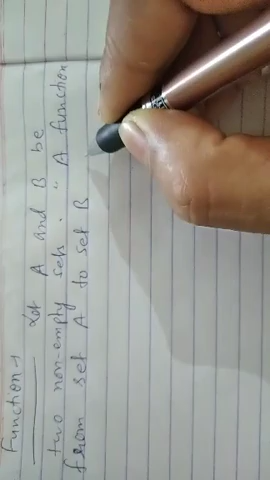 Function →
Let A and B be
two non-empty sets. " A function
from set A to set B